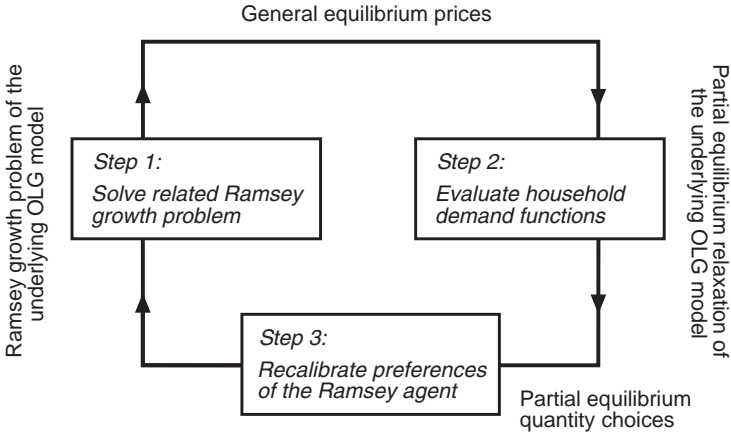 General equilibrium prices
Ramsey growth problem of the
underlying OLG model
Step 1:
Solve related Ramsey
growth problem
Step 2:
Evaluate household
demand functions
Partial equilibrium relaxation of
the underlying OLG model
Step 3:
Recalibrate preferences
of the Ramsey agent
Partial equilibrium
quantity choices